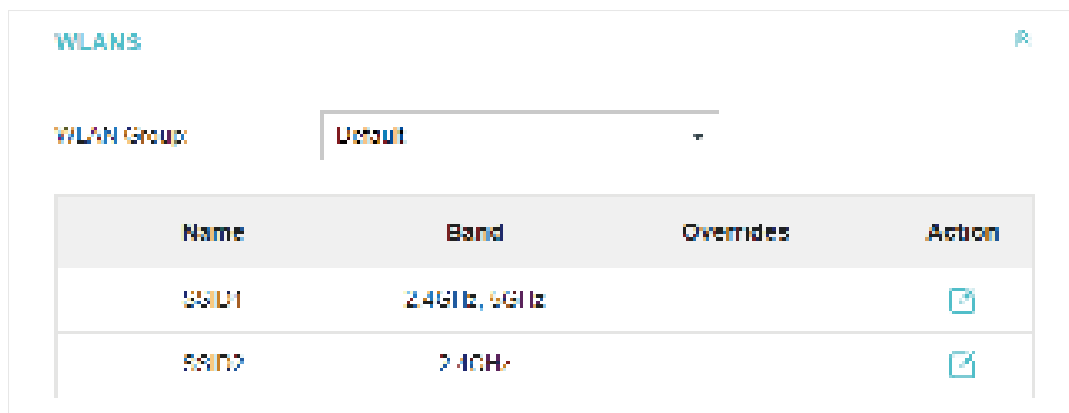 WLANS
WLAN Group: Default
Name Band Overrides Action
SSID1 2.4GHz, 5GHz
SSID2 2.4GHz